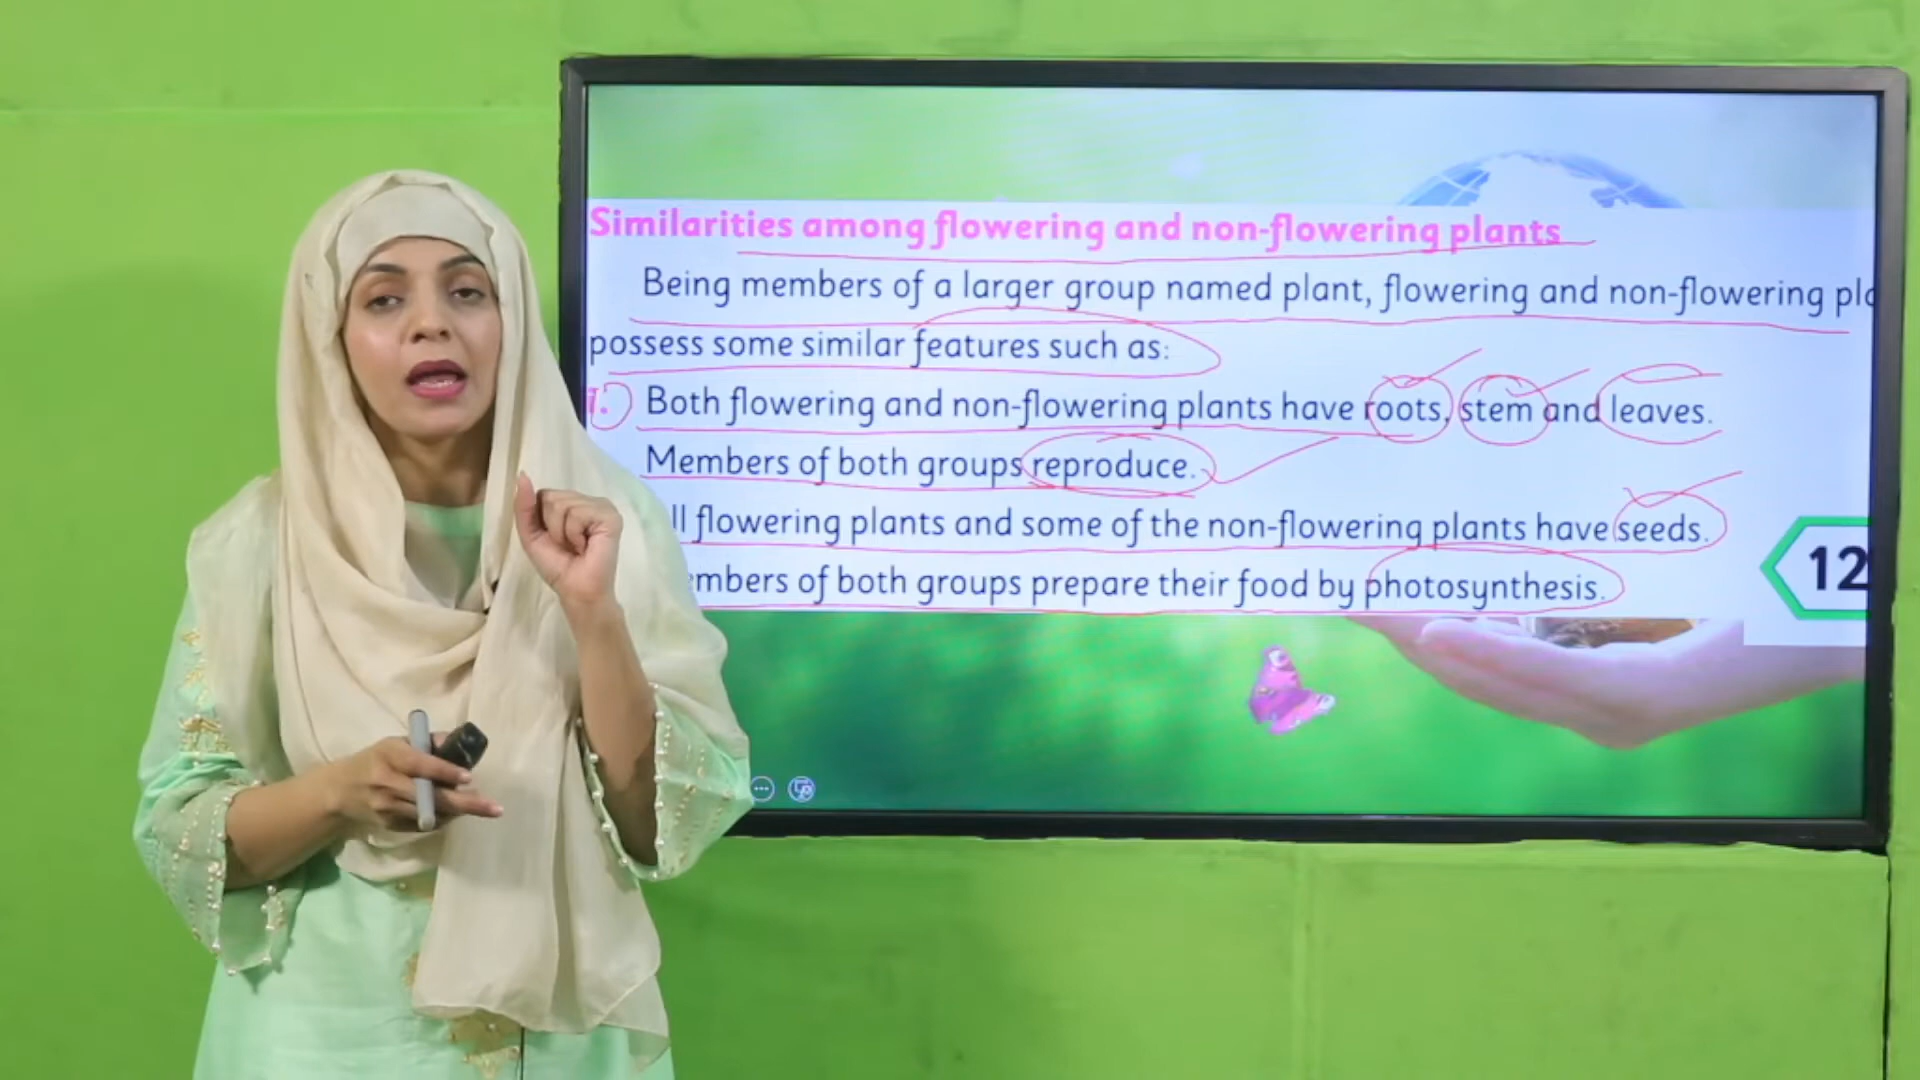 Similarities among flowering and non-flowering plants
Being members of a larger group named plant, flowering and non-flowering
possess some similar features such as:
1. Both flowering and non-flowering plants have roots, stem and leaves.
Members of both groups reproduce.
flowering plants and some of the non-flowering plants have seeds.
of both groups prepare their food by photosynthesis.
12